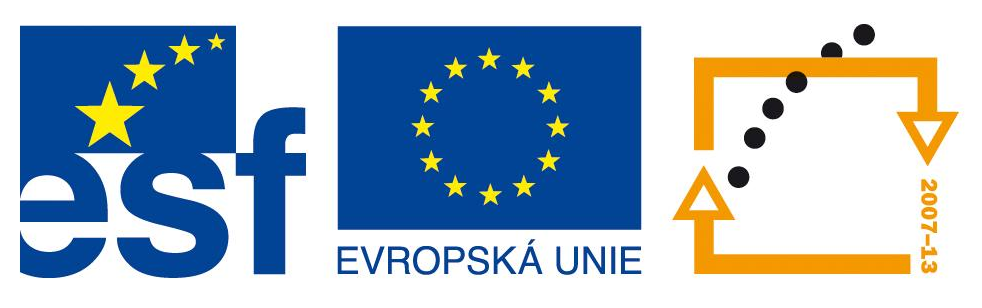 esf
EVROPSKÁ UNIE
2007-13